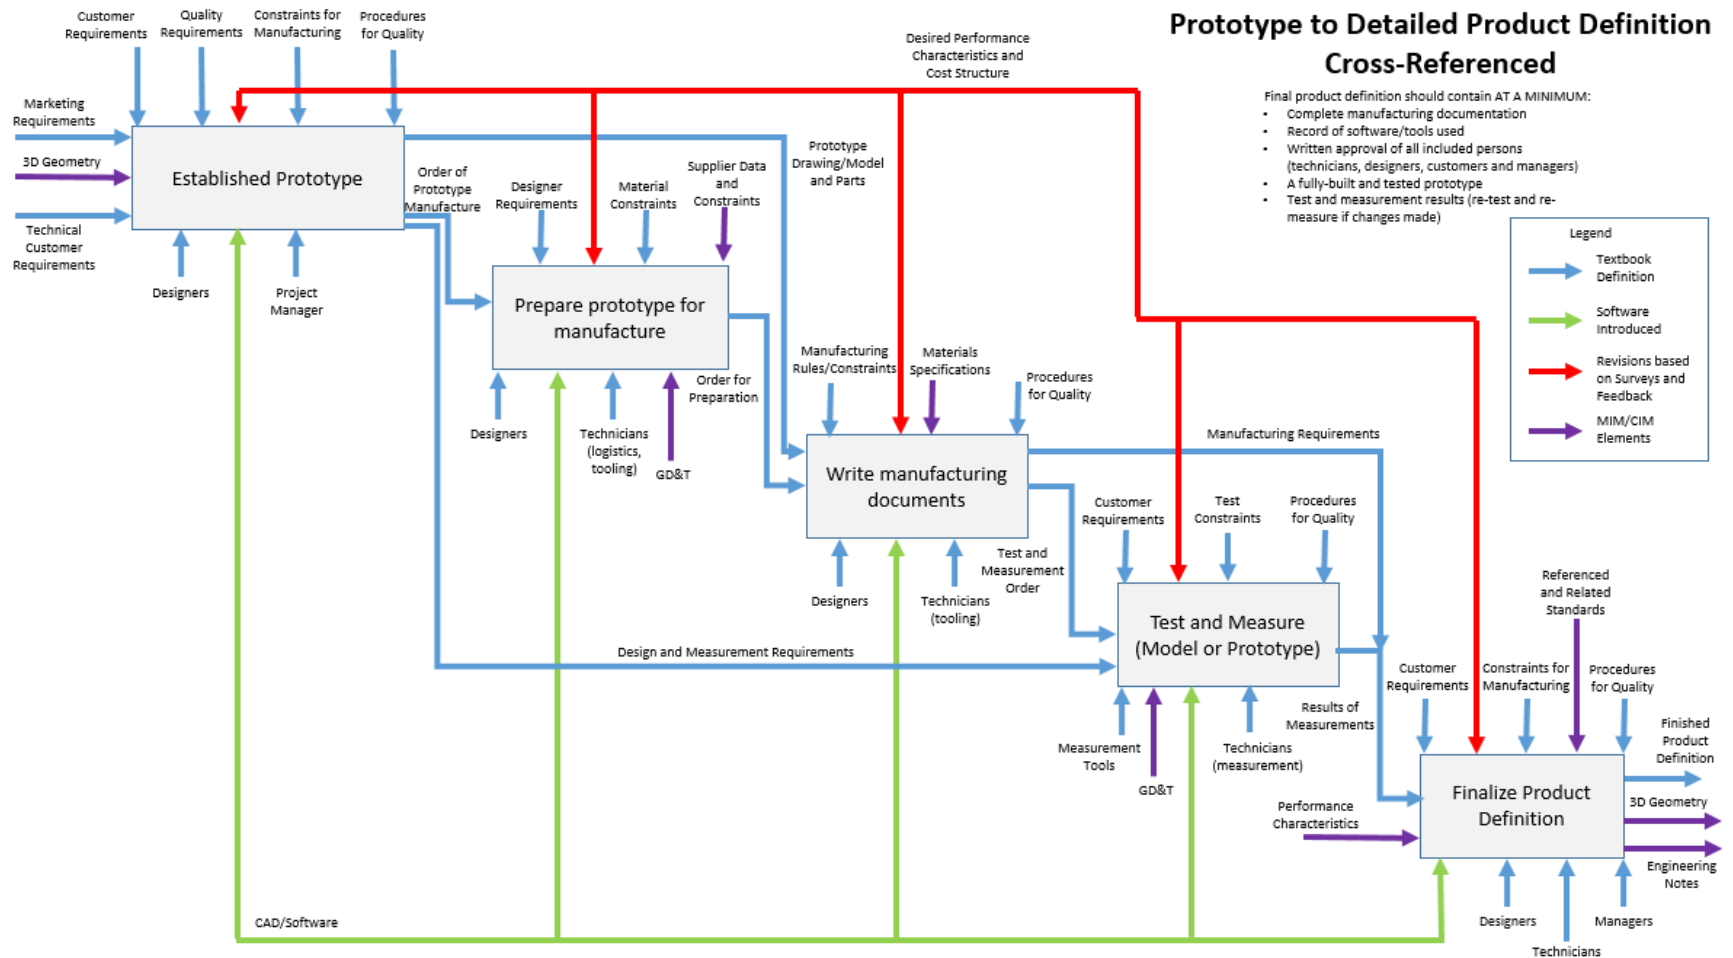 Prototype to Detailed Product Definition
Cross-Referenced
Final product definition should contain AT A MINIMUM:
• Complete manufacturing documentation
• Record of software/tools used
• Written approval of all included persons
(technicians, designers, customers and managers)
• A fully-built and tested prototype
• Test and measurement results (re-test and re-
measure if changes made)
Legend
Textbook
Definition
Software
Introduced
Revisions based
on Surveys and
Feedback
MIM/CIM
Elements
Customer
Requirements
Quality
Requirements
Constraints for
Manufacturing
Procedures
for Quality
Desired Performance
Characteristics and
Cost Structure
Marketing
Requirements
3D Geometry
Technical
Customer
Requirements
Established Prototype
Designers
Project
Manager
Order of
Prototype
Manufacture
Prototype
Drawing/Model
and Parts
Designer
Requirements
Material
Constraints
Supplier Data
and
Constraints
Prepare prototype for
manufacture
Designers
Technicians
(logistics,
tooling)
GD&T
Order for
Preparation
Manufacturing
Rules/Constraints
Materials
Specifications
Procedures
for Quality
Write manufacturing
documents
Designers
Technicians
(tooling)
Test and
Measurement
Order
Manufacturing Requirements
Design and Measurement Requirements
Customer
Requirements
Test
Constraints
Procedures
for Quality
Test and Measure
(Model or Prototype)
Measurement
Tools
GD&T
Technicians
(measurement)
Results of
Measurements
Referenced
and Related
Standards
Customer
Requirements
Constraints for
Manufacturing
Procedures
for Quality
Performance
Characteristics
Finalize Product
Definition
Finished
Product
Definition
3D Geometry
Engineering
Notes
Designers
Technicians
Managers
CAD/Software